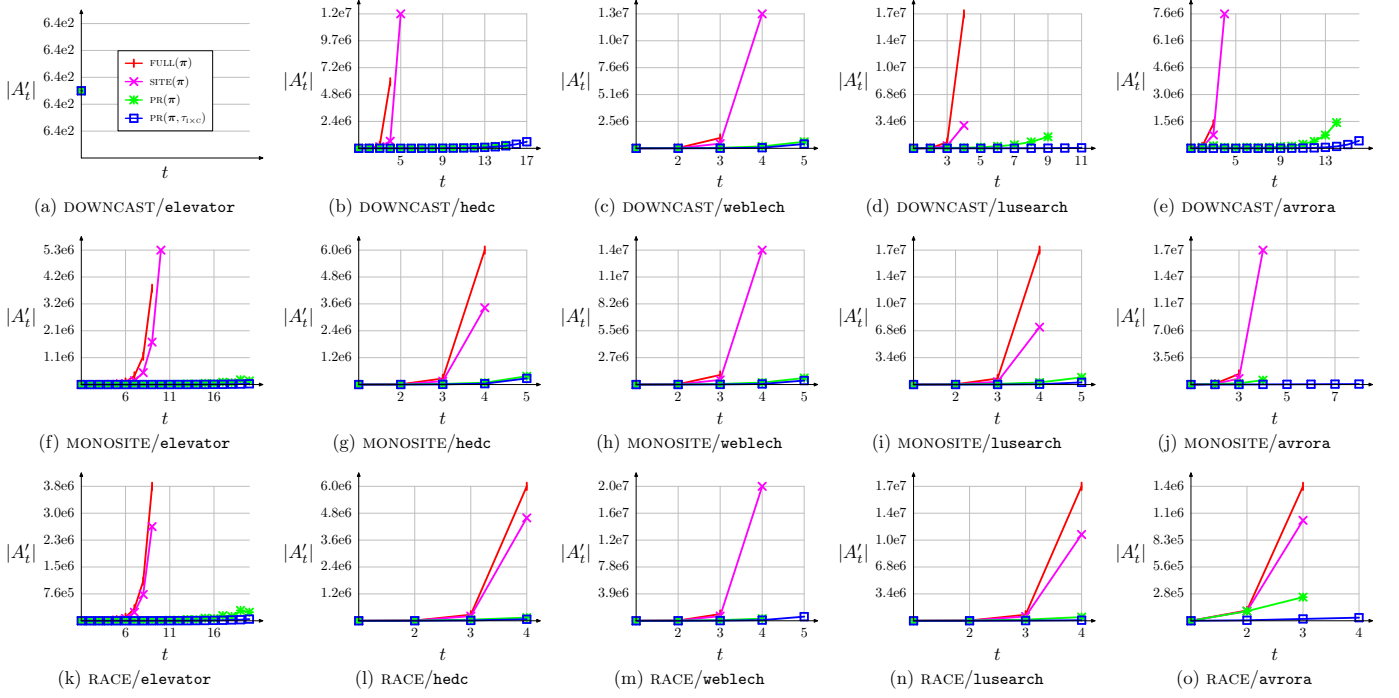 6.4e2
6.4e2
6.4e2
6.4e2
6.4e2
|A′ₜ|
FULL(π)
SITE(π)
PR(π)
PR(π, τI×C)
t
(a) DOWNCAST/elevator
1.2e7
9.7e6
7.3e6
4.9e6
2.4e6
|A′ₜ|
5 9 13 17
t
(b) DOWNCAST/hedc
1.3e7
1.0e7
7.7e6
5.1e6
2.6e6
|A′ₜ|
2 3 4 5
t
(c) DOWNCAST/weblech
1.7e7
1.4e7
1.0e7
6.8e6
3.4e6
|A′ₜ|
3 5 7 9 11
t
(d) DOWNCAST/lusearch
7.6e6
6.1e6
4.6e6
3.0e6
1.5e6
|A′ₜ|
5 9 13
t
(e) DOWNCAST/avrora
5.3e6
4.2e6
3.2e6
2.1e6
1.1e6
|A′ₜ|
6 11 16
t
(f) MONOSITE/elevator
6.0e6
4.8e6
3.6e6
2.4e6
1.2e6
|A′ₜ|
2 3 4 5
t
(g) MONOSITE/hedc
1.4e7
1.1e7
8.2e6
5.5e6
2.7e6
|A′ₜ|
2 3 4 5
t
(h) MONOSITE/weblech
1.7e7
1.4e7
1.0e7
6.8e6
3.4e6
|A′ₜ|
2 3 4 5
t
(i) MONOSITE/lusearch
1.7e7
1.4e7
1.0e7
7.0e6
3.5e6
|A′ₜ|
3 5 7
t
(j) MONOSITE/avrora
3.8e6
3.0e6
2.3e6
1.5e6
7.6e5
|A′ₜ|
6 11 16
t
(k) RACE/elevator
6.0e6
4.8e6
3.6e6
2.4e6
1.2e6
|A′ₜ|
2 3 4
t
(l) RACE/hedc
2.0e7
1.6e7
1.2e7
7.9e6
3.9e6
|A′ₜ|
2 3 4 5
t
(m) RACE/weblech
1.7e7
1.4e7
1.0e7
6.8e6
3.4e6
|A′ₜ|
2 3 4
t
(n) RACE/lusearch
1.4e6
1.1e6
8.3e5
5.6e5
2.8e5
|A′ₜ|
2 3 4
t
(o) RACE/avrora